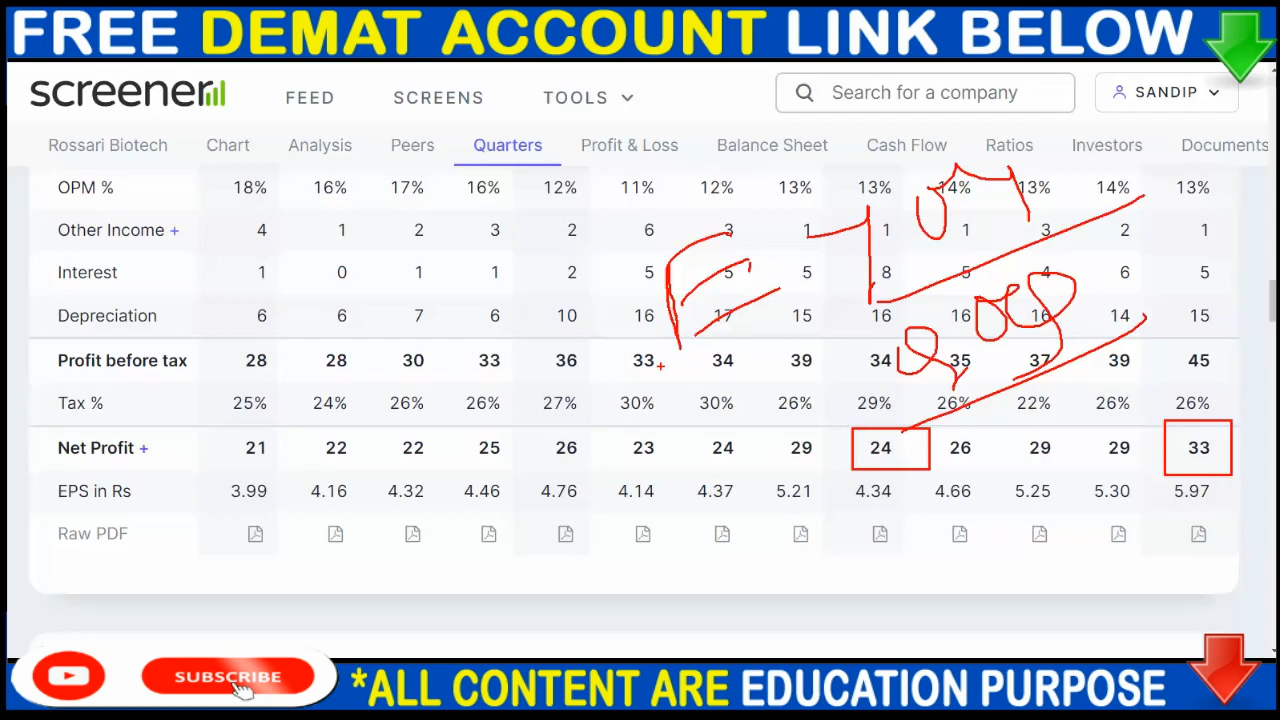 FREE DEMAT ACCOUNT LINK BELOW
screener FEED SCREENS TOOLS Search for a company SANDIP
Rossari Biotech Chart Analysis Peers Quarters Profit & Loss Balance Sheet Cash Flow Ratios Investors Documents
OPM % 18% 16% 17% 16% 12% 11% 12% 13% 13% 14% 13% 14% 13%
Other Income + 4 1 2 3 2 6 3 1 1 1 3 2 1
Interest 1 0 1 1 2 5 5 5 8 5 4 6 5
Depreciation 6 6 7 6 10 16 17 15 16 16 16 14 15
Profit before tax 28 28 30 33 36 33 34 39 34 35 37 39 45
Tax % 25% 24% 26% 26% 27% 30% 30% 26% 29% 26% 22% 26% 26%
Net Profit + 21 22 22 25 26 23 24 29 24 26 29 29 33
EPS in Rs 3.99 4.16 4.32 4.46 4.76 4.14 4.37 5.21 4.34 4.66 5.25 5.30 5.97
Raw PDF
SUBSCRIBE
*ALL CONTENT ARE EDUCATION PURPOSE